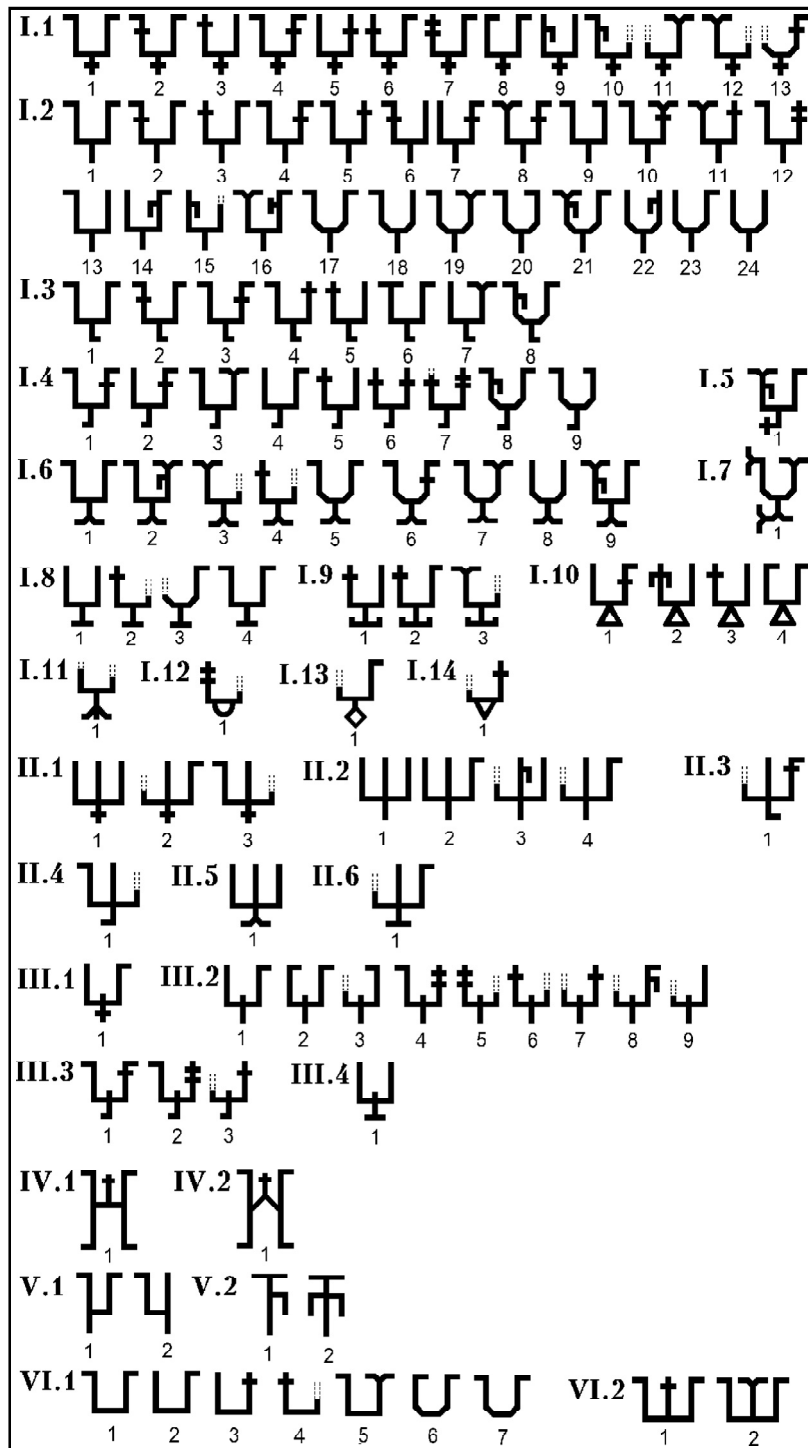 I.1
1 2 3 4 5 6 7 8 9 10 11 12 13
I.2
1 2 3 4 5 6 7 8 9 10 11 12
13 14 15 16 17 18 19 20 21 22 23 24
I.3
1 2 3 4 5 6 7 8
I.4 I.5
1 2 3 4 5 6 7 8 9 1
I.6 I.7
1 2 3 4 5 6 7 8 9 1
I.8 I.9 I.10
1 2 3 4 1 2 3 1 2 3 4
I.11 I.12 I.13 I.14
1 1 1 1
II.1 II.2 II.3
1 2 3 1 2 3 4 1
II.4 II.5 II.6
1 1 1
III.1 III.2
1 1 2 3 4 5 6 7 8 9
III.3 III.4
1 2 3 1
IV.1 IV.2
1 1
V.1 V.2
1 2 1 2
VI.1 VI.2
1 2 3 4 5 6 7 1 2